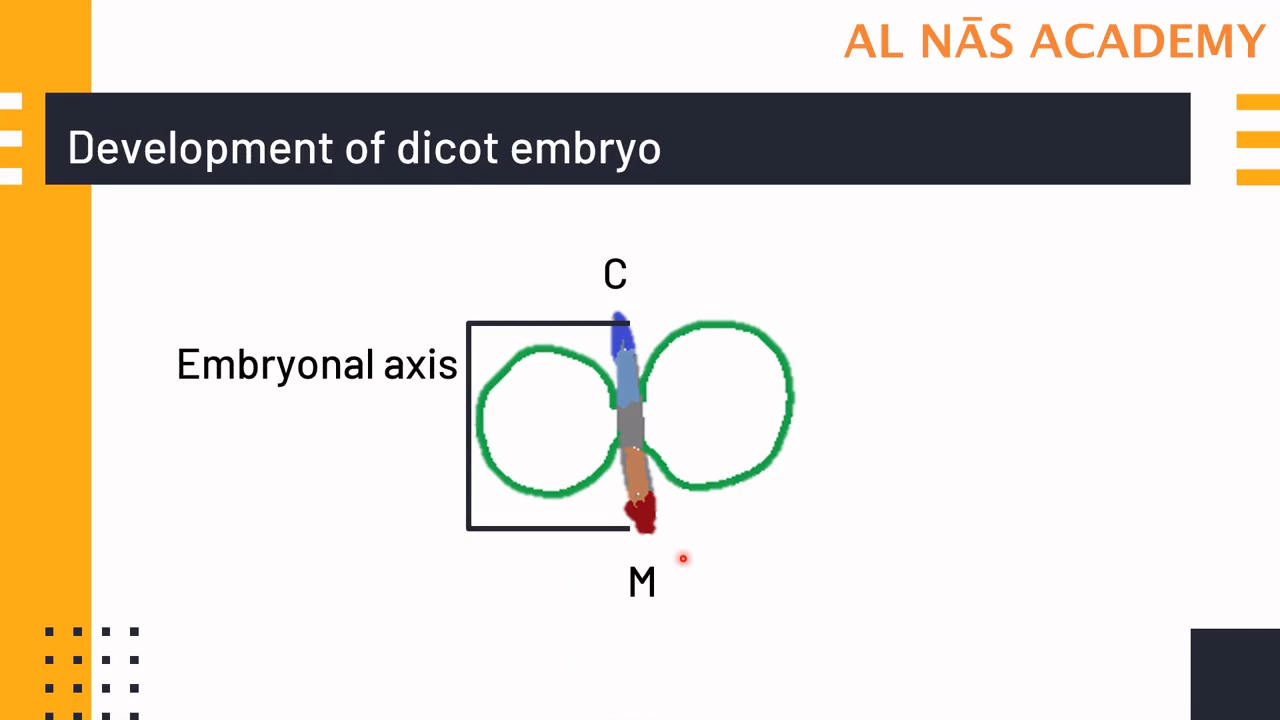 AL NĀS ACADEMY
Development of dicot embryo
C
Embryonal axis
M